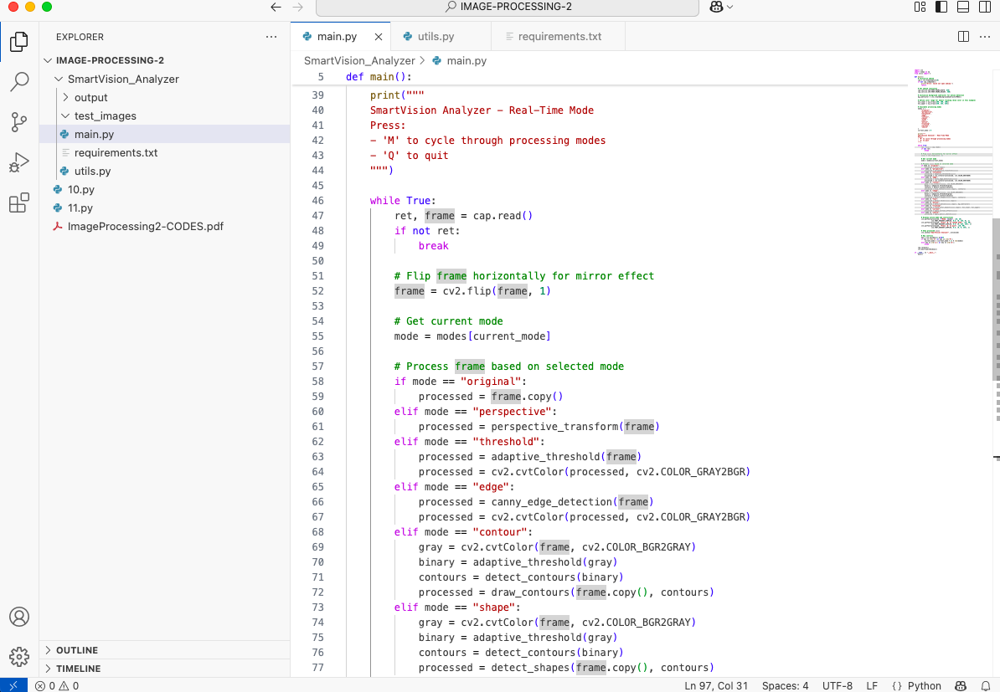 IMAGE-PROCESSING-2
EXPLORER
IMAGE-PROCESSING-2
SmartVision_Analyzer
output
test_images
main.py
requirements.txt
utils.py
10.py
11.py
ImageProcessing2-CODES.pdf
OUTLINE
TIMELINE
main.py
utils.py
requirements.txt
SmartVision_Analyzer > main.py
5 def main():
39 print("""
40 SmartVision Analyzer - Real-Time Mode
41 Press:
42 - 'M' to cycle through processing modes
43 - 'Q' to quit
44 """)
45
46 while True:
47 ret, frame = cap.read()
48 if not ret:
49 break
50
51 # Flip frame horizontally for mirror effect
52 frame = cv2.flip(frame, 1)
53
54 # Get current mode
55 mode = modes[current_mode]
56
57 # Process frame based on selected mode
58 if mode == "original":
59 processed = frame.copy()
60 elif mode == "perspective":
61 processed = perspective_transform(frame)
62 elif mode == "threshold":
63 processed = adaptive_threshold(frame)
64 processed = cv2.cvtColor(processed, cv2.COLOR_GRAY2BGR)
65 elif mode == "edge":
66 processed = canny_edge_detection(frame)
67 processed = cv2.cvtColor(processed, cv2.COLOR_GRAY2BGR)
68 elif mode == "contour":
69 gray = cv2.cvtColor(frame, cv2.COLOR_BGR2GRAY)
70 binary = adaptive_threshold(gray)
71 contours = detect_contours(binary)
72 processed = draw_contours(frame.copy(), contours)
73 elif mode == "shape":
74 gray = cv2.cvtColor(frame, cv2.COLOR_BGR2GRAY)
75 binary = adaptive_threshold(gray)
76 contours = detect_contours(binary)
77 processed = detect_shapes(frame.copy(), contours)
0 0
Ln 97, Col 31
Spaces: 4
UTF-8
LF
{} Python